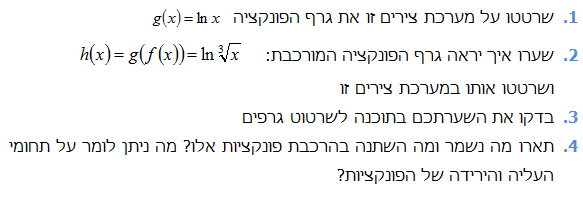 1. שרטטו על מערכת צירים זו את גרף הפונקציה g(x) = ln x
2. שערו איך יראה גרף הפונקציה המורכבת: h(x) = g(f(x)) = ln ∛x
ושרטטו אותו במערכת צירים זו
3. בדקו את השערתכם בתוכנה לשרטוט גרפים
4. תארו מה נשמר ומה השתנה בהרכבת פונקציות אלו? מה ניתן לומר על תחומי
העליה והירידה של הפונקציות?